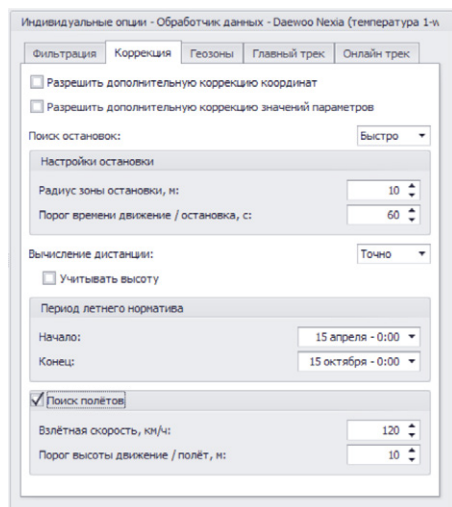 Индивидуальные опции - Обработчик данных - Daewoo Nexia (температура 1-w
Фильтрация Коррекция Геозоны Главный трек Онлайн трек
Разрешить дополнительную коррекцию координат
Разрешить дополнительную коррекцию значений параметров
Поиск остановок: Быстро
Настройки остановки
Радиус зоны остановки, м: 10
Порог времени движение / остановка, с: 60
Вычисление дистанции: Точно
Учитывать высоту
Период летнего норматива
Начало: 15 апреля - 0:00
Конец: 15 октября - 0:00
Поиск полётов
Взлётная скорость, км/ч: 120
Порог высоты движение / полёт, м: 10